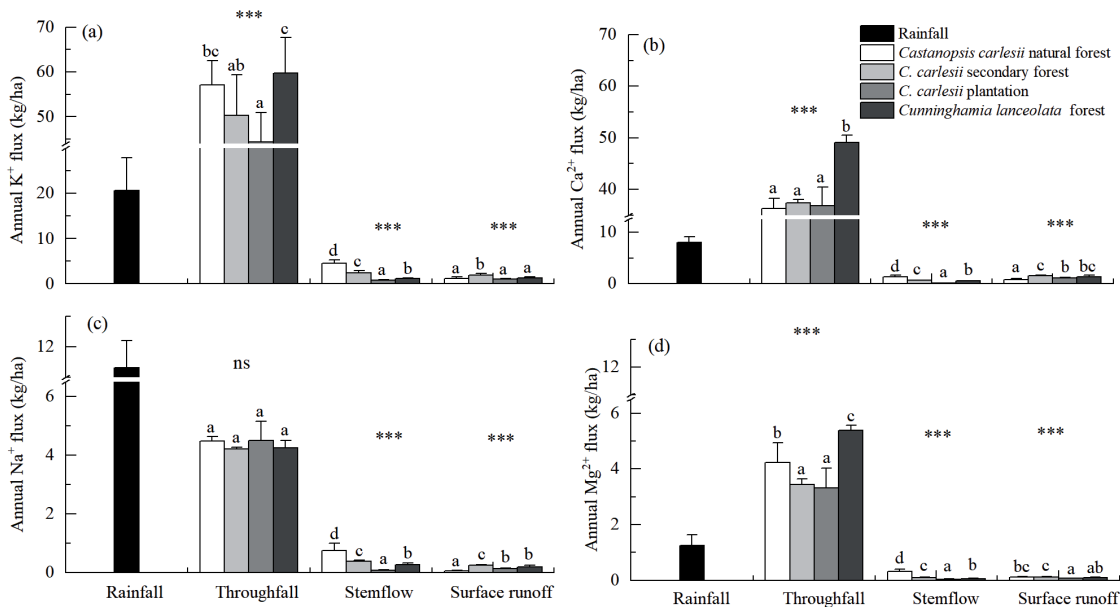 (a)
***
c
bc
ab
a
Annual K⁺ flux (kg/ha)
70
60
50
20
10
0
***
d
c
a
b
***
a
b
a
a
(b)
Rainfall
Castanopsis carlesii natural forest
C. carlesii secondary forest
C. carlesii plantation
Cunninghamia lanceolata forest
Annual Ca²⁺ flux (kg/ha)
70
60
50
40
10
0
***
a
a
a
b
***
d
c
a
b
***
a
c
b
bc
(c)
Annual Na⁺ flux (kg/ha)
12
6
4
2
0
ns
a
a
a
a
***
d
c
a
b
***
a
c
b
b
Rainfall
Throughfall
Stemflow
Surface runoff
(d)
Annual Mg²⁺ flux (kg/ha)
12
6
4
2
0
***
b
a
a
c
***
d
c
a
b
***
bc
c
a
ab
Rainfall
Throughfall
Stemflow
Surface runoff